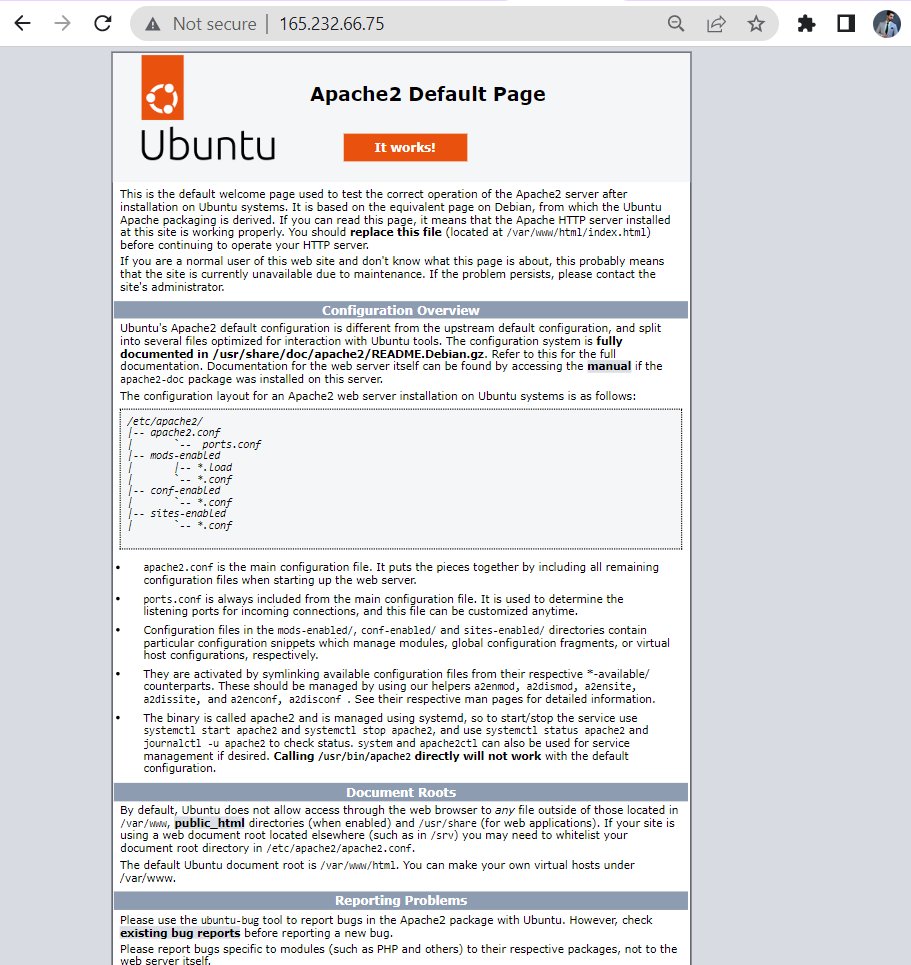 Not secure | 165.232.66.75
Apache2 Default Page
Ubuntu
It works!
This is the default welcome page used to test the correct operation of the Apache2 server after
installation on Ubuntu systems. It is based on the equivalent page on Debian, from which the Ubuntu
Apache packaging is derived. If you can read this page, it means that the Apache HTTP server installed
at this site is working properly. You should replace this file (located at /var/www/html/index.html)
before continuing to operate your HTTP server.
If you are a normal user of this web site and don't know what this page is about, this probably means
that the site is currently unavailable due to maintenance. If the problem persists, please contact the
site's administrator.
Configuration Overview
Ubuntu's Apache2 default configuration is different from the upstream default configuration, and split
into several files optimized for interaction with Ubuntu tools. The configuration system is fully
documented in /usr/share/doc/apache2/README.Debian.gz. Refer to this for the full
documentation. Documentation for the web server itself can be found by accessing the manual if the
apache2-doc package was installed on this server.
The configuration layout for an Apache2 web server installation on Ubuntu systems is as follows:
/etc/apache2/
|-- apache2.conf
|       `--  ports.conf
|-- mods-enabled
|       |-- *.load
|       `-- *.conf
|-- conf-enabled
|       `-- *.conf
|-- sites-enabled
|       `-- *.conf
• apache2.conf is the main configuration file. It puts the pieces together by including all remaining
configuration files when starting up the web server.
• ports.conf is always included from the main configuration file. It is used to determine the
listening ports for incoming connections, and this file can be customized anytime.
• Configuration files in the mods-enabled/, conf-enabled/ and sites-enabled/ directories contain
particular configuration snippets which manage modules, global configuration fragments, or virtual
host configurations, respectively.
• They are activated by symlinking available configuration files from their respective *-available/
counterparts. These should be managed by using our helpers a2enmod, a2dismod, a2ensite,
a2dissite, and a2enconf, a2disconf . See their respective man pages for detailed information.
• The binary is called apache2 and is managed using systemd, so to start/stop the service use
systemctl start apache2 and systemctl stop apache2, and use systemctl status apache2 and
journalctl -u apache2 to check status. system and apache2ctl can also be used for service
management if desired. Calling /usr/bin/apache2 directly will not work with the default
configuration.
Document Roots
By default, Ubuntu does not allow access through the web browser to any file outside of those located in
/var/www, public_html directories (when enabled) and /usr/share (for web applications). If your site is
using a web document root located elsewhere (such as in /srv) you may need to whitelist your
document root directory in /etc/apache2/apache2.conf.
The default Ubuntu document root is /var/www/html. You can make your own virtual hosts under
/var/www.
Reporting Problems
Please use the ubuntu-bug tool to report bugs in the Apache2 package with Ubuntu. However, check
existing bug reports before reporting a new bug.
Please report bugs specific to modules (such as PHP and others) to their respective packages, not to the
web server itself.